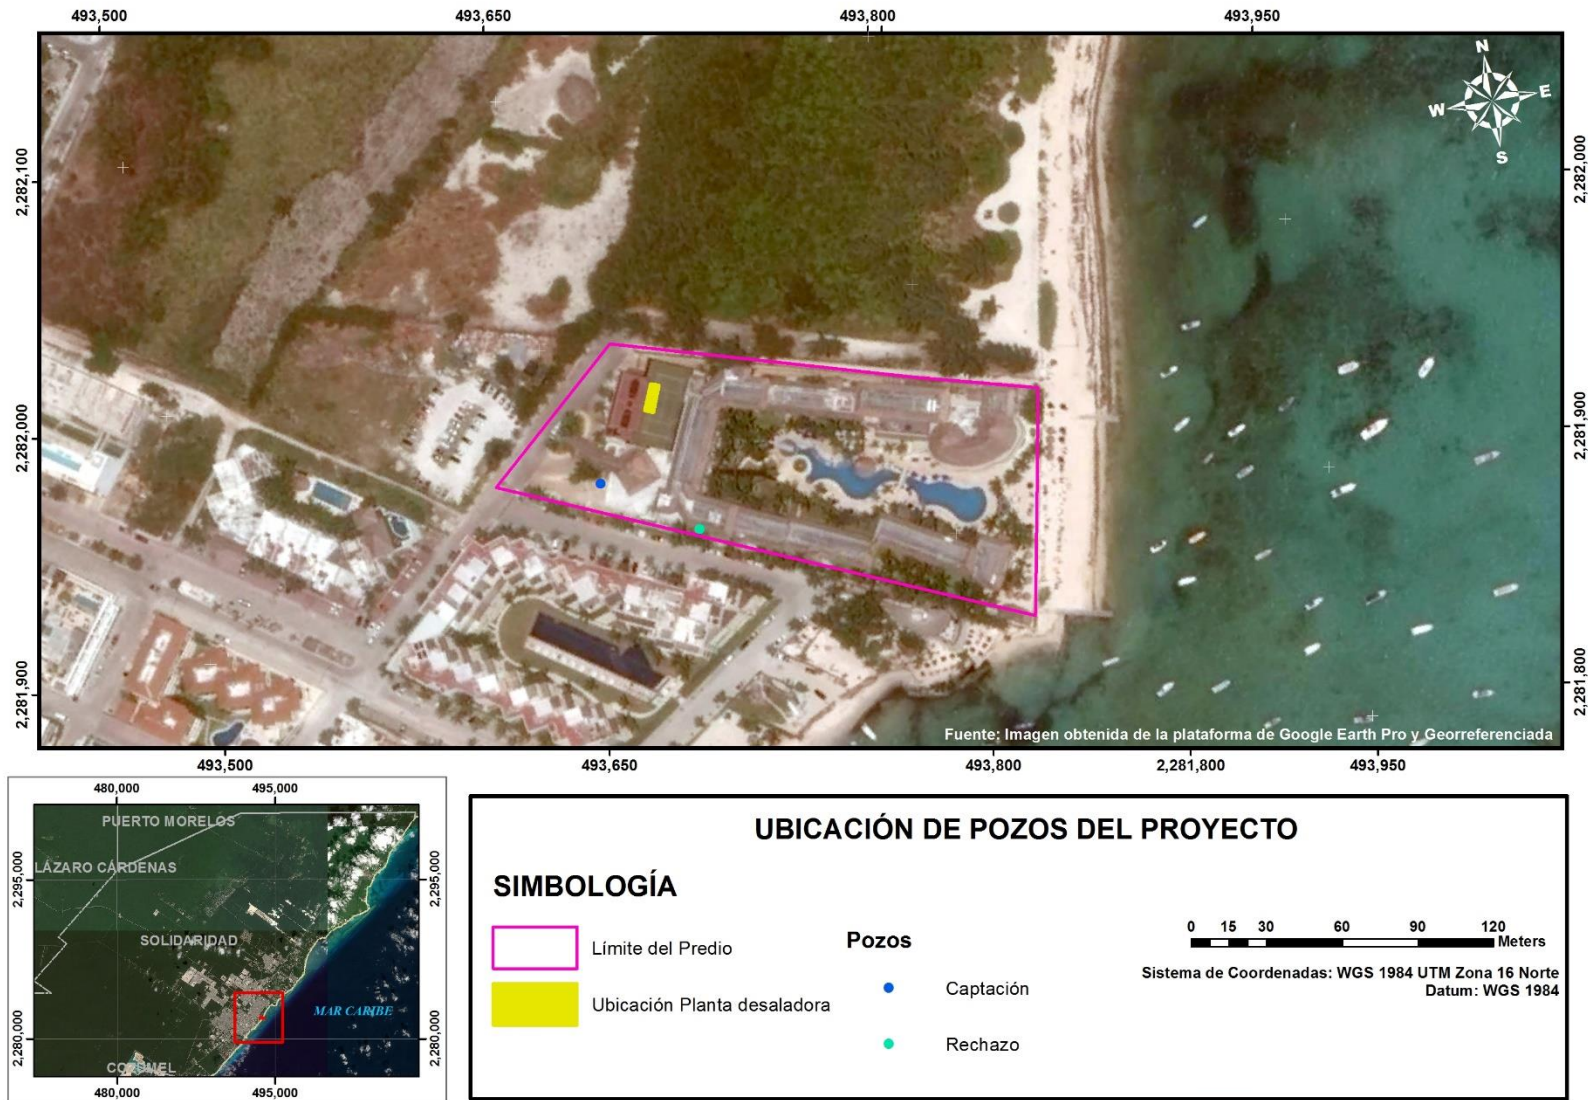 493,500 493,650 493,800 493,950
N
W E
S
2,282,100 2,282,000
2,282,000 2,281,900
2,281,900 2,281,800
Fuente: Imagen obtenida de la plataforma de Google Earth Pro y Georreferenciada
493,500 493,650 493,800 2,281,800 493,950
480,000 495,000
PUERTO MORELOS
LÁZARO CÁRDENAS
2,295,000 2,295,000
SOLIDARIDAD
MAR CARIBE
2,280,000 2,280,000
COZUMEL
480,000 495,000
UBICACIÓN DE POZOS DEL PROYECTO
SIMBOLOGÍA
Límite del Predio
Ubicación Planta desaladora
Pozos
Captación
Rechazo
0 15 30 60 90 120
Meters
Sistema de Coordenadas: WGS 1984 UTM Zona 16 Norte
Datum: WGS 1984